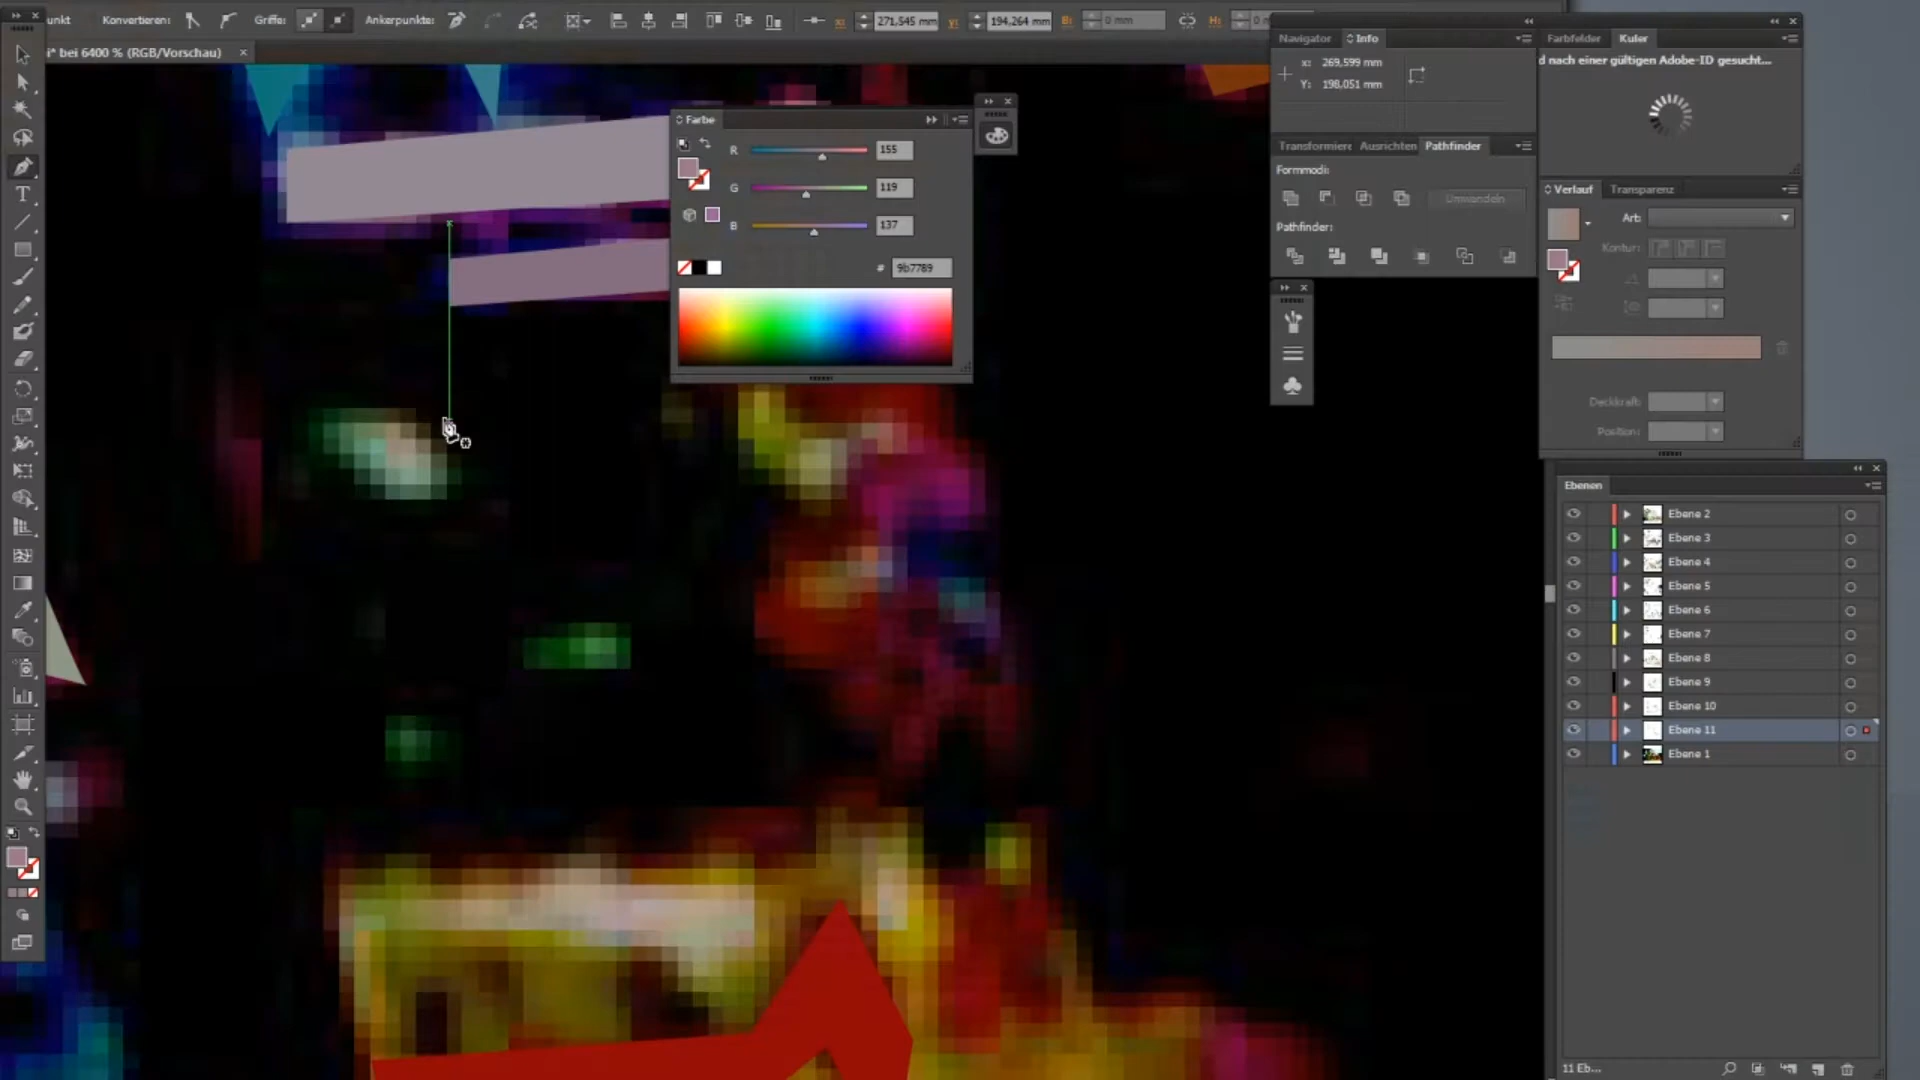 unkt Konvertieren: Griffe: Ankerpunkte: x: 271,545 mm y: 194,264 mm B: 0 mm H: 0
i* bei 6400 % (RGB/Vorschau) ×
Navigator Info
x: 269,599 mm
Y: 198,051 mm
Farbfelder Kuler
d nach einer gültigen Adobe-ID gesucht...
Farbe
R 155
G 119
B 137
# 9b7789
Transformiere Ausrichten Pathfinder
Formmodi:
Umwandeln
Pathfinder:
Verlauf Transparenz
Art:
Kontur:
Deckkraft:
Position:
Ebenen
Ebene 2
Ebene 3
Ebene 4
Ebene 5
Ebene 6
Ebene 7
Ebene 8
Ebene 9
Ebene 10
Ebene 11
Ebene 1
11 Eb...